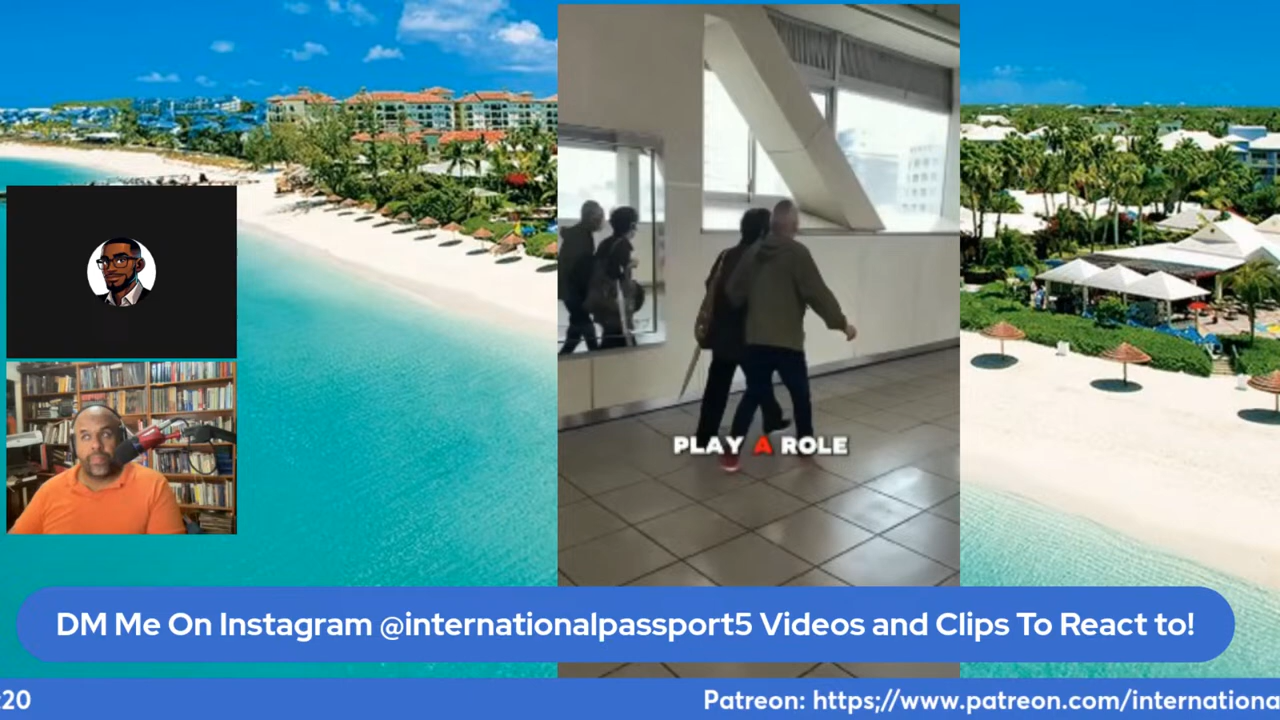 PLAY A ROLE
DM Me On Instagram @internationalpassport5 Videos and Clips To React to!
:20
Patreon: https;//www.patreon.com/internationa